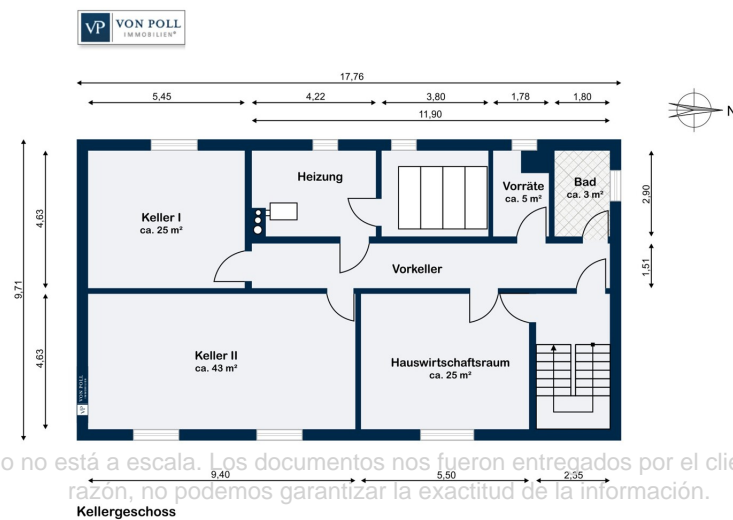 VP VON POLL
IMMOBILIEN®
17,76
5,45 4,22 3,80 1,78 1,80
11,90
N
Heizung
Vorräte
ca. 5 m²
Bad
ca. 3 m²
Keller I
ca. 25 m²
4,63
2,90
9,71
Vorkeller
1,51
4,63
Keller II
ca. 43 m²
Hauswirtschaftsraum
ca. 25 m²
VP VON POLL
o no está a escala. Los documentos nos fueron entregados por el clie
9,40 5,50 2,35
razón, no podemos garantizar la exactitud de la información.
Kellergeschoss